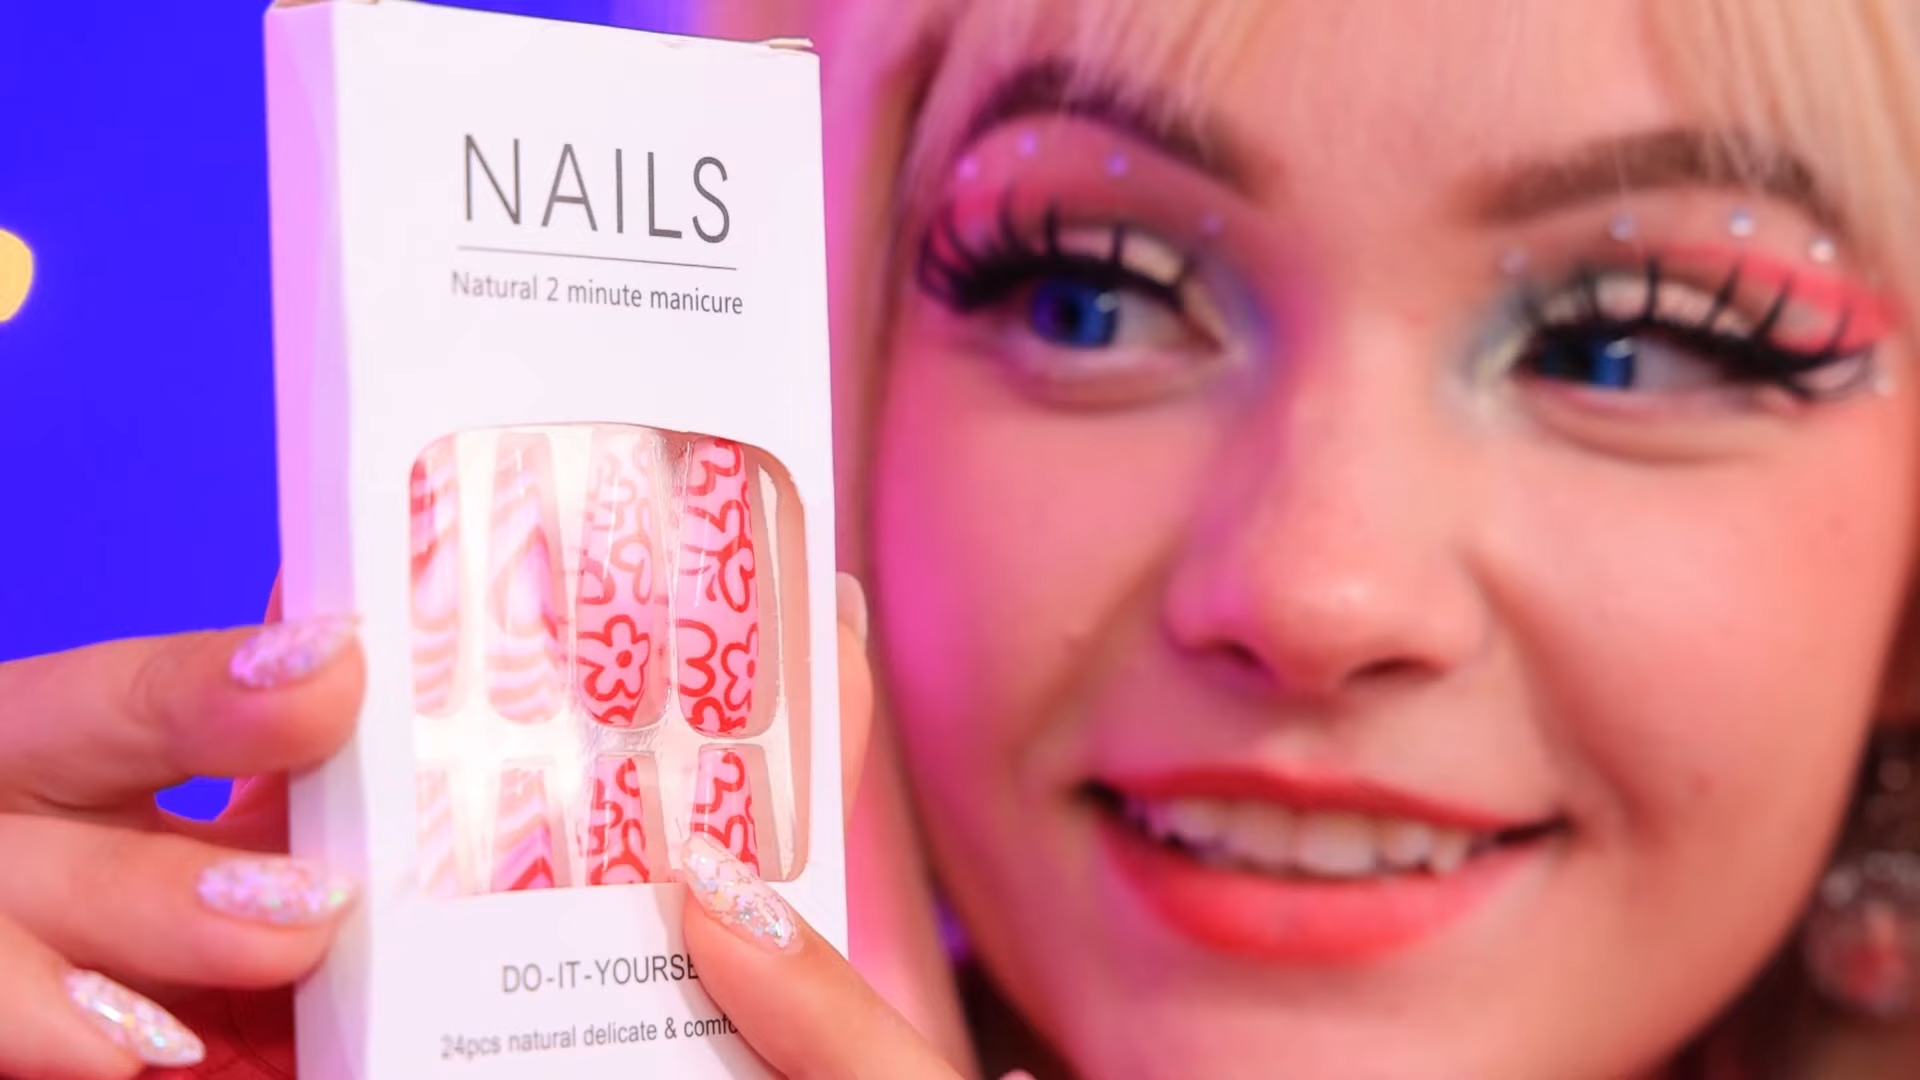 NAILS
Natural 2 minute manicure
DO-IT-YOURSE
24pcs natural delicate & comfo